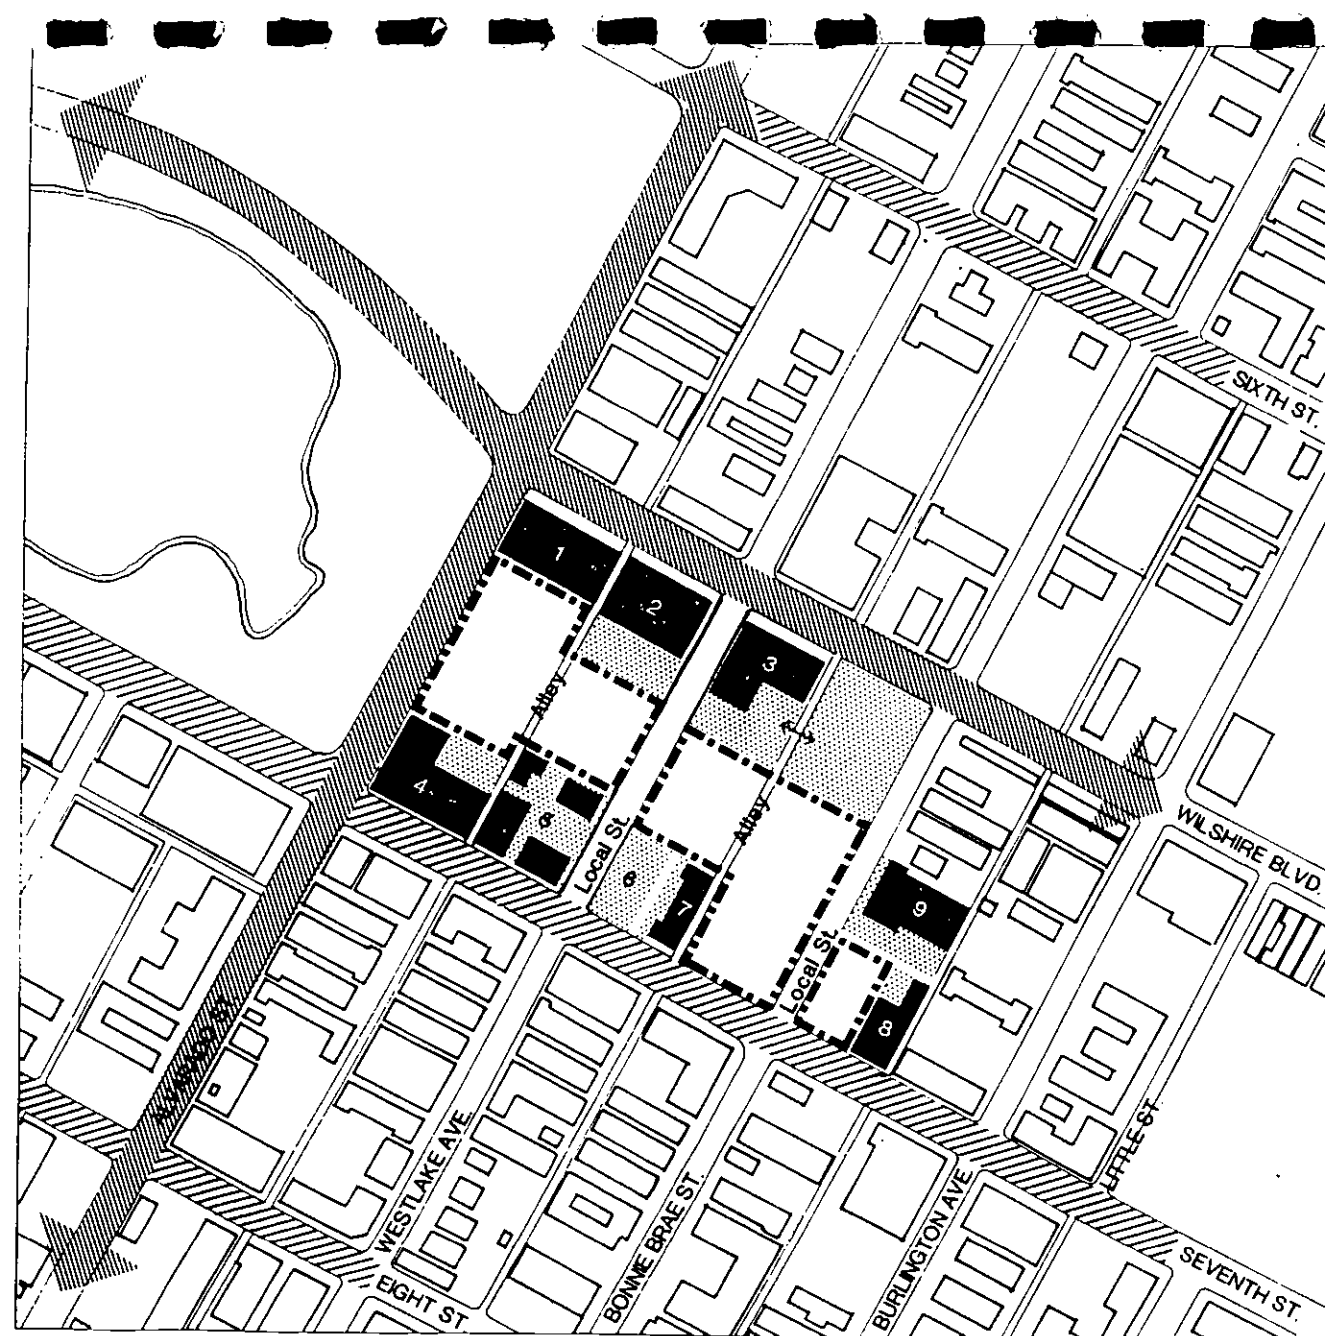 SIXTH ST.
1
2
Alley
3
4
5
Local St.
6
7
Alley
WILSHIRE BLVD.
9
Local St.
8
ALVARADO ST.
WESTLAKE AVE.
BONNIE BRAE ST.
BURLINGTON AVE.
LITTLE ST.
EIGHT ST.
SEVENTH ST.